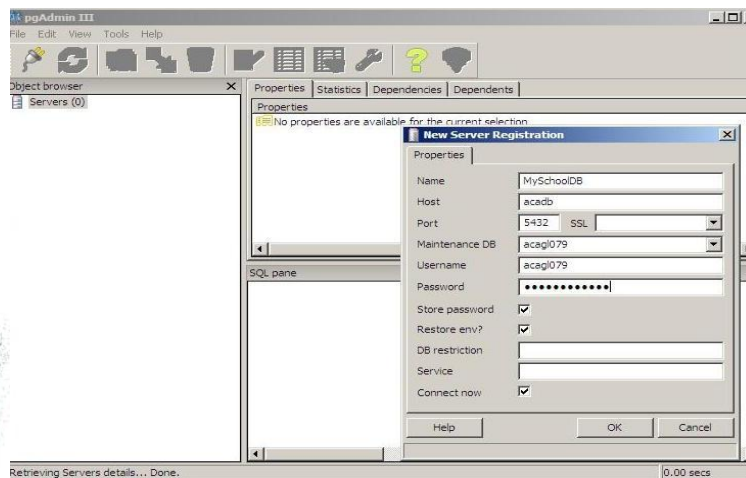 pgAdmin III
File Edit View Tools Help
Object browser
Servers (0)
Properties Statistics Dependencies Dependents
Properties
No properties are available for the current selection
New Server Registration
Properties
Name MySchoolDB
Host acadb
Port 5432 SSL
Maintenance DB acagl079
Username acagl079
Password ••••••••••••
Store password
Restore env?
DB restriction
Service
Connect now
Help OK Cancel
SQL pane
Retrieving Servers details... Done. 0.00 secs